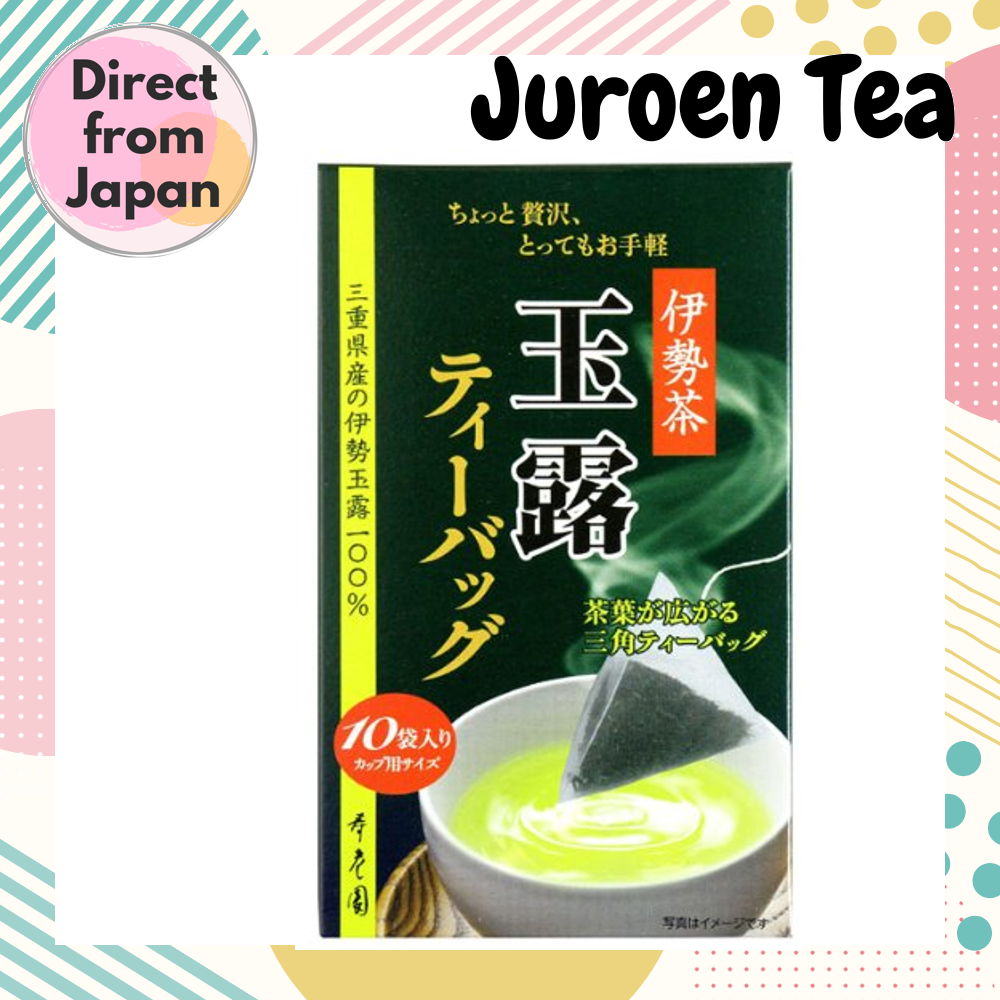 Direct
from
Japan
Juroen Tea
ちょっと贅沢、
とってもお手軽
伊勢茶
玉露
ティーバッグ
三重県産の伊勢玉露一〇〇%
茶葉が広がる
三角ティーバッグ
10袋入り
カップ用サイズ
寿老園
写真はイメージです